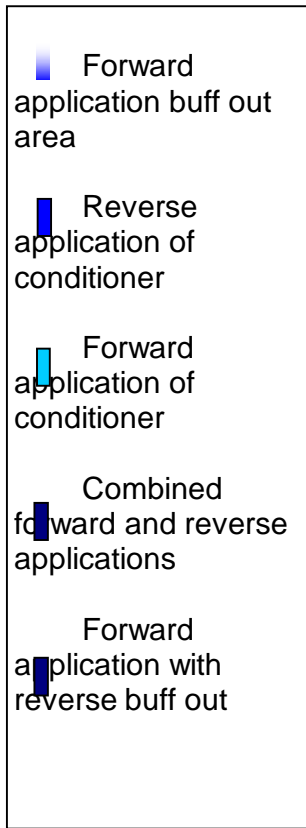 Forward
application buff out
area
Reverse
application of
conditioner
Forward
application of
conditioner
Combined
forward and reverse
applications
Forward
application with
reverse buff out